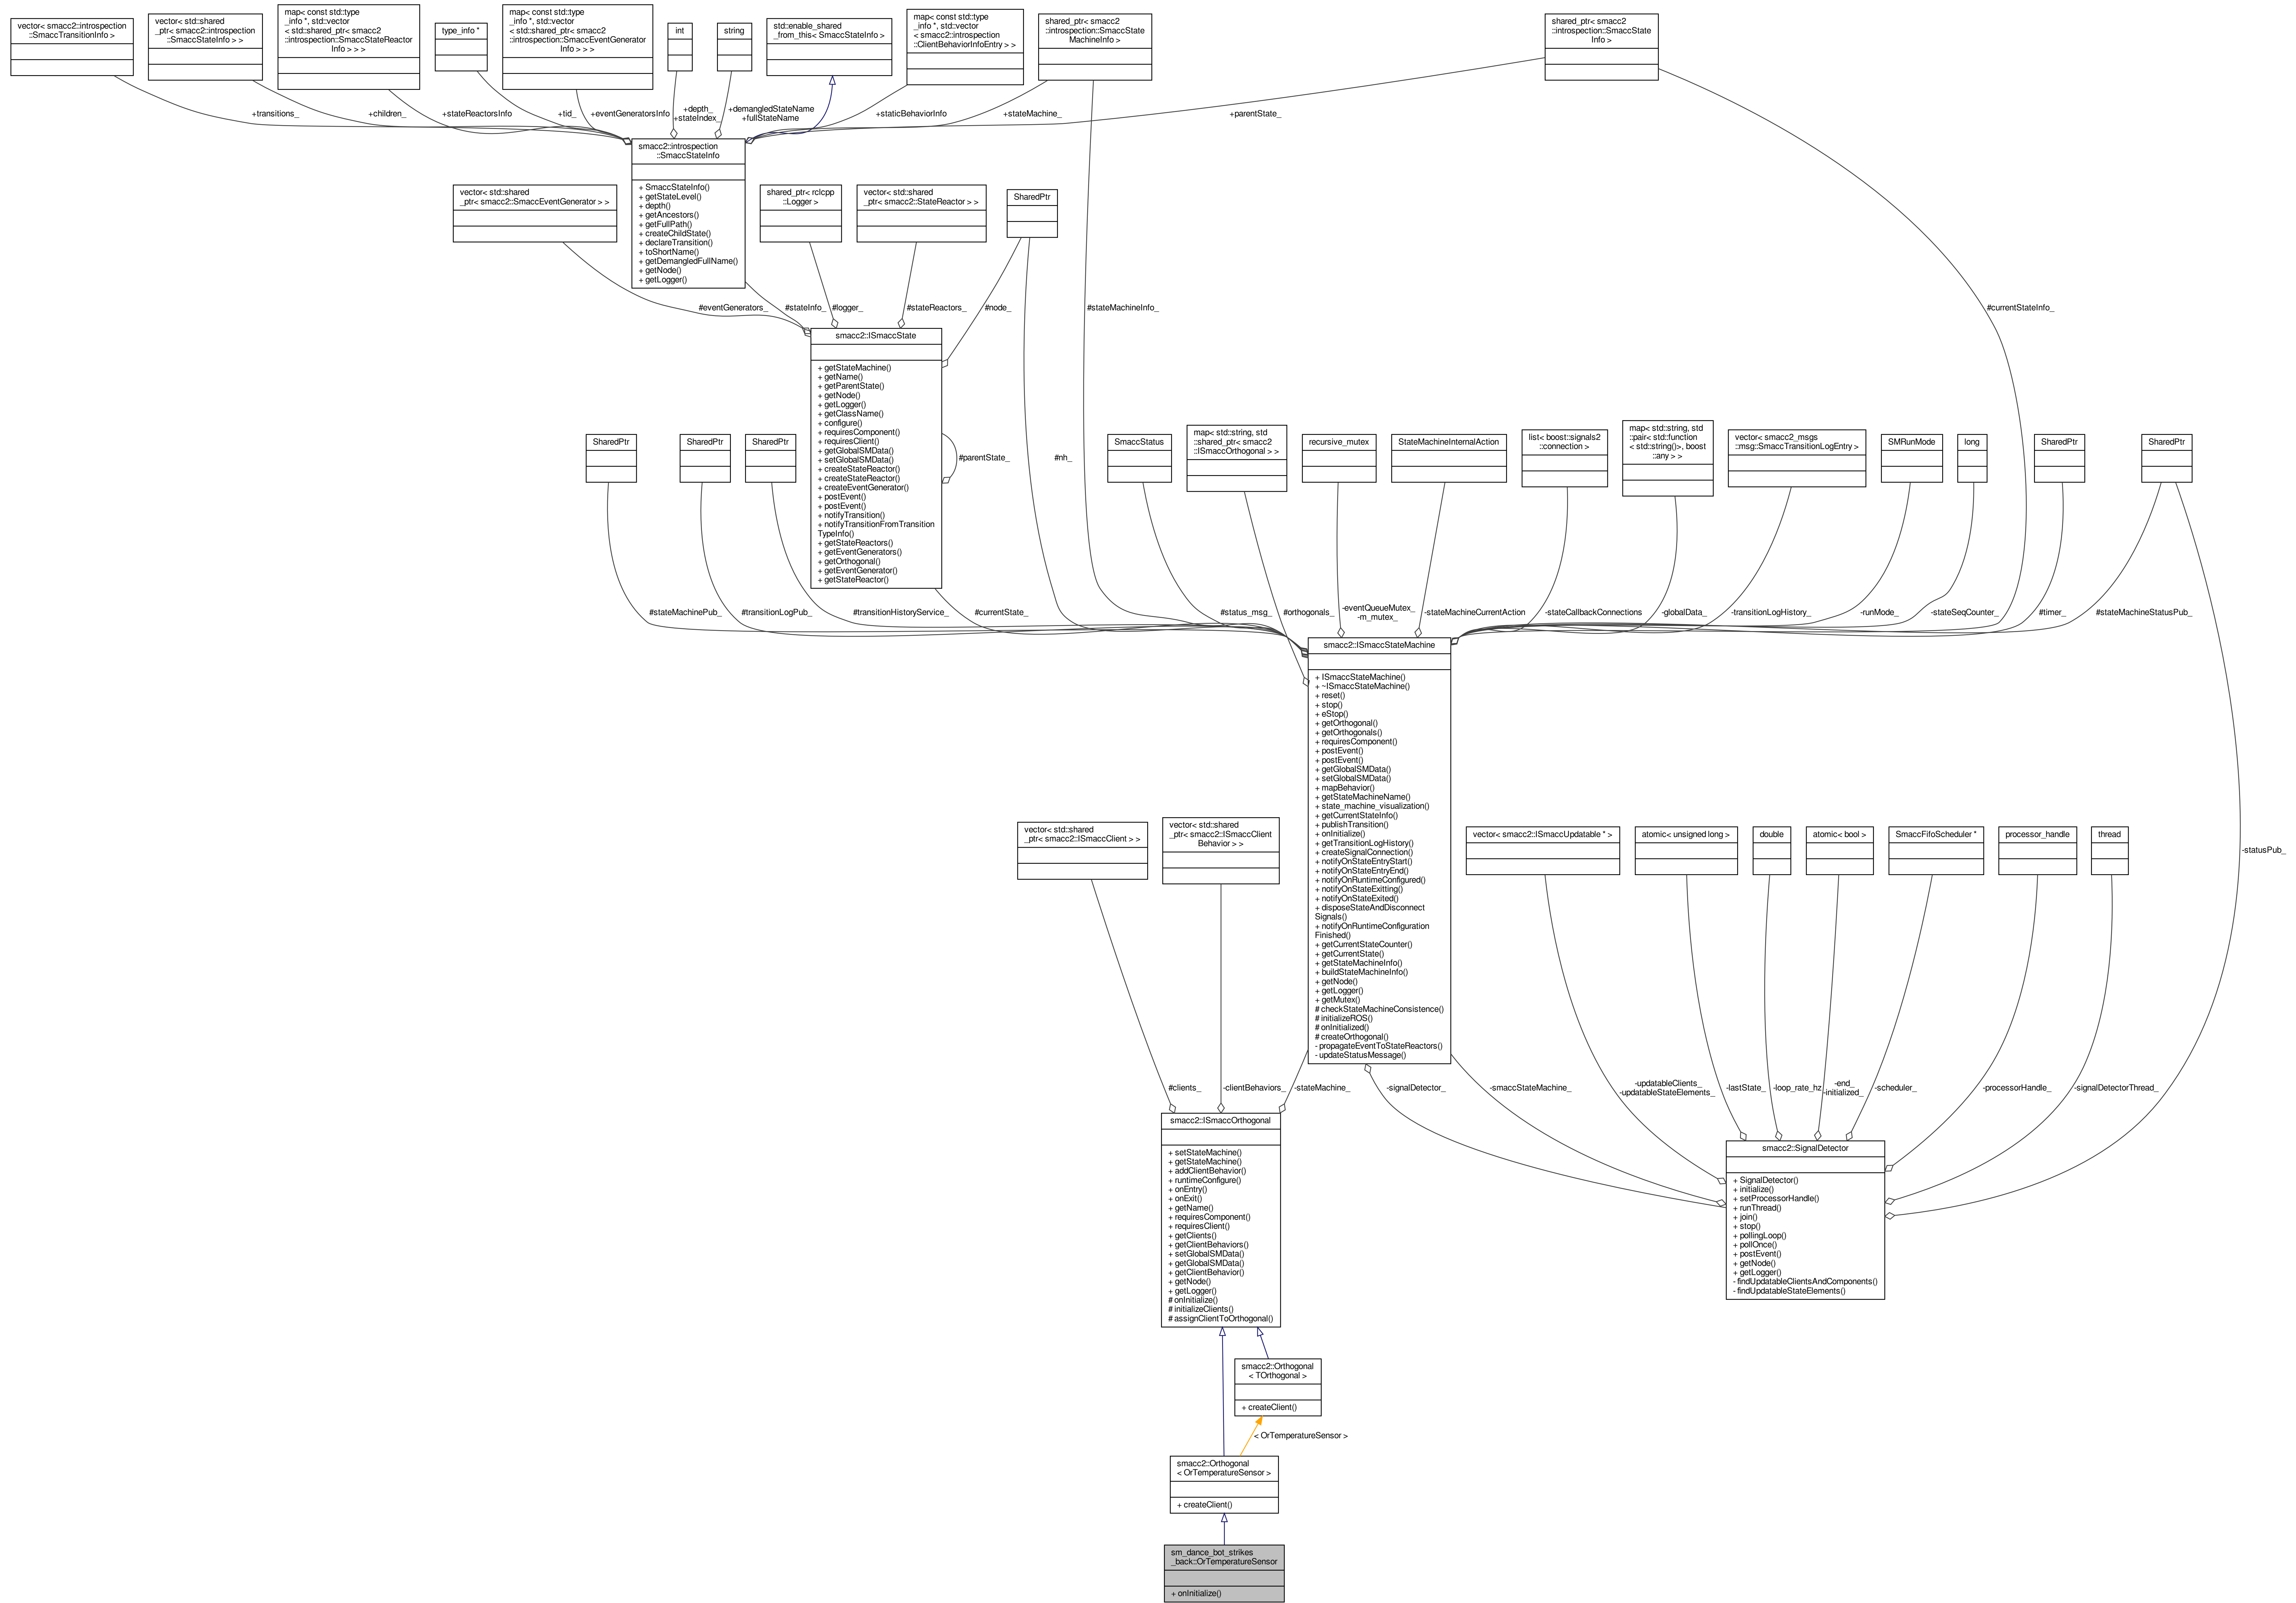 vector< smacc2::introspection
::SmaccTransitionInfo >
vector< std::shared
_ptr< smacc2::introspection
::SmaccStateInfo > >
map< const std::type
_info *, std::vector
< std::shared_ptr< smacc2
::introspection::SmaccStateReactor
Info > > >
type_info *
map< const std::type
_info *, std::vector
< std::shared_ptr< smacc2
::introspection::SmaccEventGenerator
Info > > >
int
string
std::enable_shared
_from_this< SmaccStateInfo >
map< const std::type
_info *, std::vector
< smacc2::introspection
::ClientBehaviorInfoEntry > >
shared_ptr< smacc2
::introspection::SmaccState
MachineInfo >
shared_ptr< smacc2
::introspection::SmaccState
Info >
+transitions_
+children_
+stateReactorsInfo
+tid_
+eventGeneratorsInfo
+depth_
+stateIndex_
+demangledStateName
+fullStateName
+staticBehaviorInfo
+stateMachine_
+parentState_
smacc2::introspection
::SmaccStateInfo
+ SmaccStateInfo()
+ getStateLevel()
+ depth()
+ getAncestors()
+ getFullPath()
+ createChildState()
+ declareTransition()
+ toShortName()
+ getDemangledFullName()
+ getNode()
+ getLogger()
vector< std::shared
_ptr< smacc2::SmaccEventGenerator > >
shared_ptr< rclcpp
::Logger >
vector< std::shared
_ptr< smacc2::StateReactor > >
SharedPtr
#eventGenerators_
#stateInfo_
#logger_
#stateReactors_
#node_
#stateMachineInfo_
#currentStateInfo_
smacc2::ISmaccState
+ getStateMachine()
+ getName()
+ getParentState()
+ getNode()
+ getLogger()
+ getClassName()
+ configure()
+ requiresComponent()
+ requiresClient()
+ getGlobalSMData()
+ setGlobalSMData()
+ createStateReactor()
+ createStateReactor()
+ createEventGenerator()
+ postEvent()
+ postEvent()
+ notifyTransition()
+ notifyTransitionFromTransition
TypeInfo()
+ getStateReactors()
+ getEventGenerators()
+ getOrthogonal()
+ getEventGenerator()
+ getStateReactor()
#parentState_
#nh_
SharedPtr
SharedPtr
SharedPtr
SmaccStatus
map< std::string, std
::shared_ptr< smacc2
::ISmaccOrthogonal > >
recursive_mutex
StateMachineInternalAction
list< boost::signals2
::connection >
map< std::string, std
::pair< std::function
< std::string()>, boost
::any > >
vector< smacc2_msgs
::msg::SmaccTransitionLogEntry >
SMRunMode
long
SharedPtr
SharedPtr
#stateMachinePub_
#transitionLogPub_
#transitionHistoryService_
#currentState_
#status_msg_
#orthogonals_
-eventQueueMutex_
-m_mutex_
-stateMachineCurrentAction
-stateCallbackConnections
-globalData_
-transitionLogHistory_
-runMode_
-stateSeqCounter_
#timer_
#stateMachineStatusPub_
smacc2::ISmaccStateMachine
+ ISmaccStateMachine()
+ ~ISmaccStateMachine()
+ reset()
+ stop()
+ eStop()
+ getOrthogonal()
+ getOrthogonals()
+ requiresComponent()
+ postEvent()
+ postEvent()
+ getGlobalSMData()
+ setGlobalSMData()
+ mapBehavior()
+ getStateMachineName()
+ state_machine_visualization()
+ getCurrentStateInfo()
+ publishTransition()
+ onInitialize()
+ getTransitionLogHistory()
+ createSignalConnection()
+ notifyOnStateEntryStart()
+ notifyOnStateEntryEnd()
+ notifyOnRuntimeConfigured()
+ notifyOnStateExitting()
+ notifyOnStateExited()
+ disposeStateAndDisconnect
Signals()
+ notifyOnRuntimeConfiguration
Finished()
+ getCurrentStateCounter()
+ getCurrentState()
+ getStateMachineInfo()
+ buildStateMachineInfo()
+ getNode()
+ getLogger()
+ getMutex()
# checkStateMachineConsistence()
# initializeROS()
# onInitialized()
# createOrthogonal()
- propagateEventToStateReactors()
- updateStatusMessage()
vector< std::shared
_ptr< smacc2::ISmaccClient > >
vector< std::shared
_ptr< smacc2::ISmaccClient
Behavior > >
vector< smacc2::ISmaccUpdatable * >
atomic< unsigned long >
double
atomic< bool >
SmaccFifoScheduler *
processor_handle
thread
-statusPub_
#clients_
-clientBehaviors_
-stateMachine_
-signalDetector_
-smaccStateMachine_
-updatableClients_
-updatableStateElements_
-lastState_
-loop_rate_hz
-end_
-initialized_
-scheduler_
-processorHandle_
-signalDetectorThread_
smacc2::ISmaccOrthogonal
+ setStateMachine()
+ getStateMachine()
+ addClientBehavior()
+ runtimeConfigure()
+ onEntry()
+ onExit()
+ getName()
+ requiresComponent()
+ requiresClient()
+ getClients()
+ getClientBehaviors()
+ setGlobalSMData()
+ getGlobalSMData()
+ getClientBehavior()
+ getNode()
+ getLogger()
# onInitialize()
# initializeClients()
# assignClientToOrthogonal()
smacc2::SignalDetector
+ SignalDetector()
+ initialize()
+ setProcessorHandle()
+ runThread()
+ join()
+ stop()
+ pollingLoop()
+ pollOnce()
+ postEvent()
+ getNode()
+ getLogger()
- findUpdatableClientsAndComponents()
- findUpdatableStateElements()
smacc2::Orthogonal
< TOrthogonal >
+ createClient()
< OrTemperatureSensor >
smacc2::Orthogonal
< OrTemperatureSensor >
+ createClient()
sm_dance_bot_strikes
_back::OrTemperatureSensor
+ onInitialize()